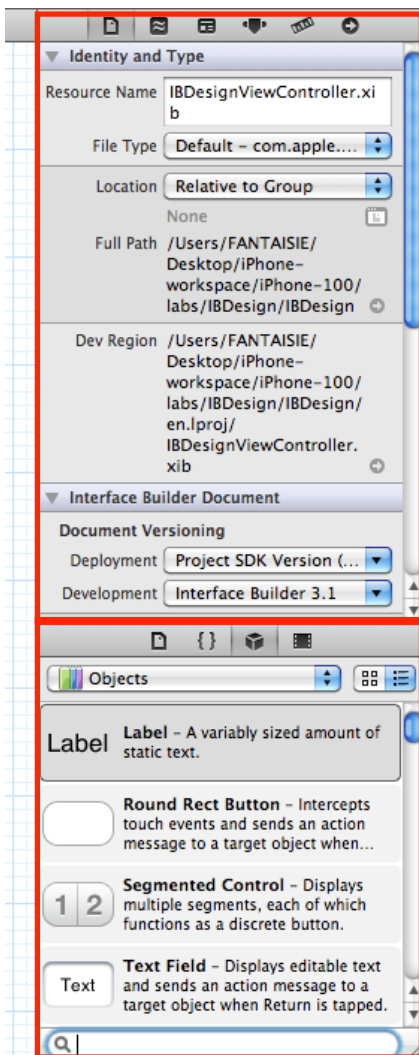 Identity and Type
Resource Name IBDesignViewController.xi
b
File Type Default - com.apple....
Location Relative to Group
None
Full Path /Users/FANTAISIE/
Desktop/iPhone-
workspace/iPhone-100/
labs/IBDesign/IBDesign
Dev Region /Users/FANTAISIE/
Desktop/iPhone-
workspace/iPhone-100/
labs/IBDesign/IBDesign/
en.lproj/
IBDesignViewController.
xib
Interface Builder Document
Document Versioning
Deployment Project SDK Version (...
Development Interface Builder 3.1
{}
Objects
Label
Label - A variably sized amount of
static text.
Round Rect Button - Intercepts
touch events and sends an action
message to a target object when...
1 2
Segmented Control - Displays
multiple segments, each of which
functions as a discrete button.
Text
Text Field - Displays editable text
and sends an action message to a
target object when Return is tapped.